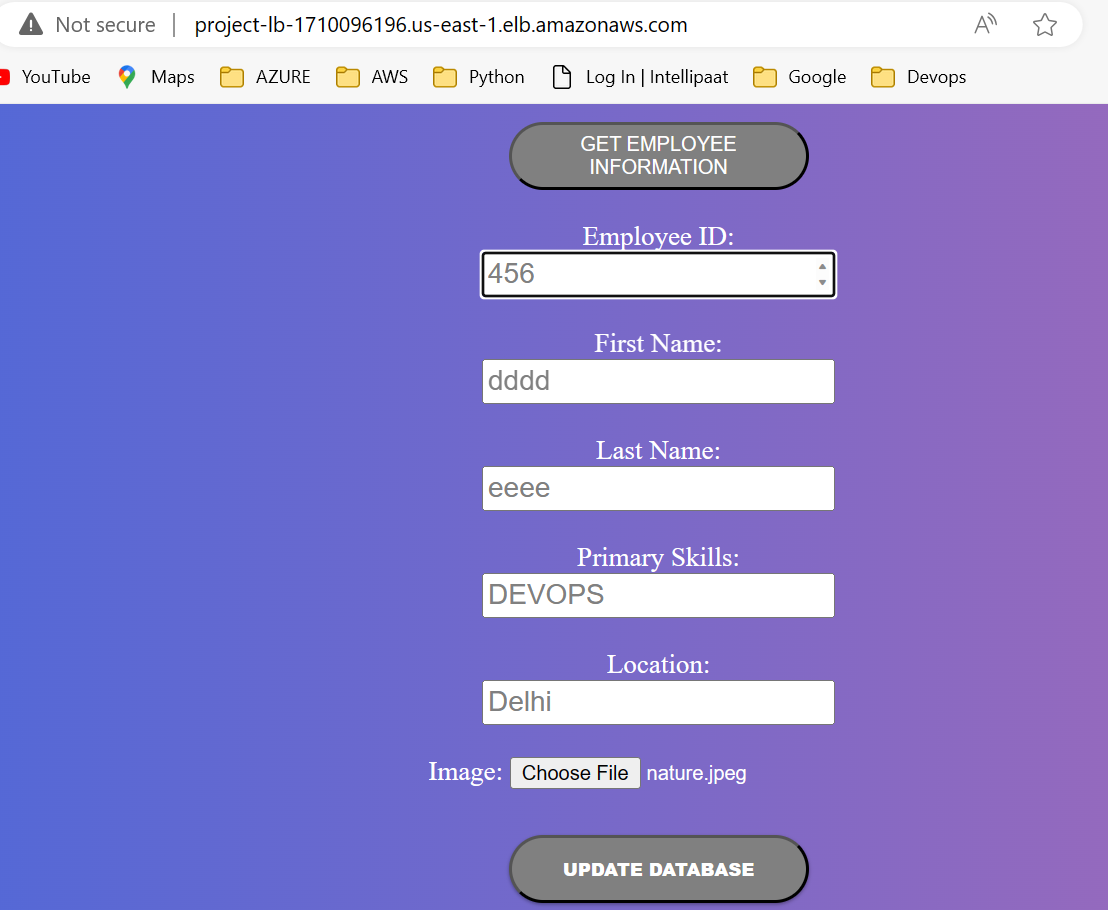 Not secure project-lb-1710096196.us-east-1.elb.amazonaws.com
YouTube Maps AZURE AWS Python Log In | Intellipaat Google Devops
GET EMPLOYEE
INFORMATION
Employee ID:
456
First Name:
dddd
Last Name:
eeee
Primary Skills:
DEVOPS
Location:
Delhi
Image: Choose File nature.jpeg
UPDATE DATABASE